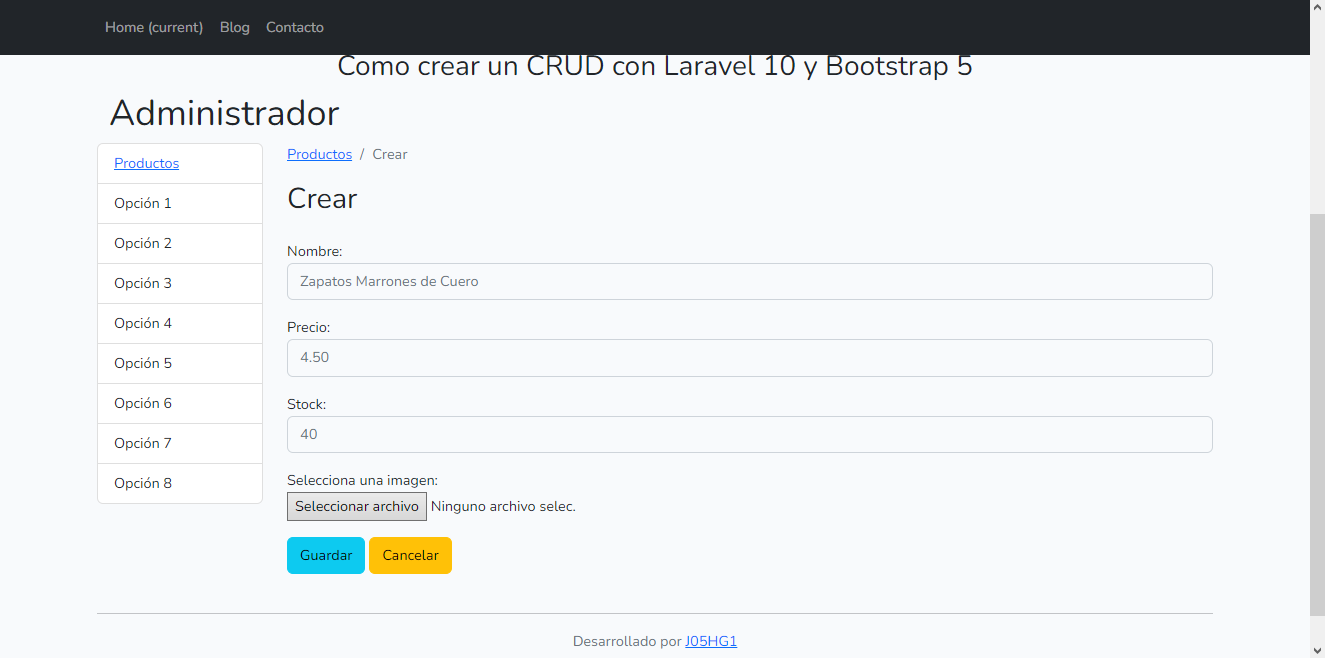 Home (current) Blog Contacto
Como crear un CRUD con Laravel 10 y Bootstrap 5
Administrador
Productos
Opción 1
Opción 2
Opción 3
Opción 4
Opción 5
Opción 6
Opción 7
Opción 8
Productos / Crear
Crear
Nombre:
Zapatos Marrones de Cuero
Precio:
4.50
Stock:
40
Selecciona una imagen:
Seleccionar archivo Ninguno archivo selec.
Guardar Cancelar
Desarrollado por J05HG1